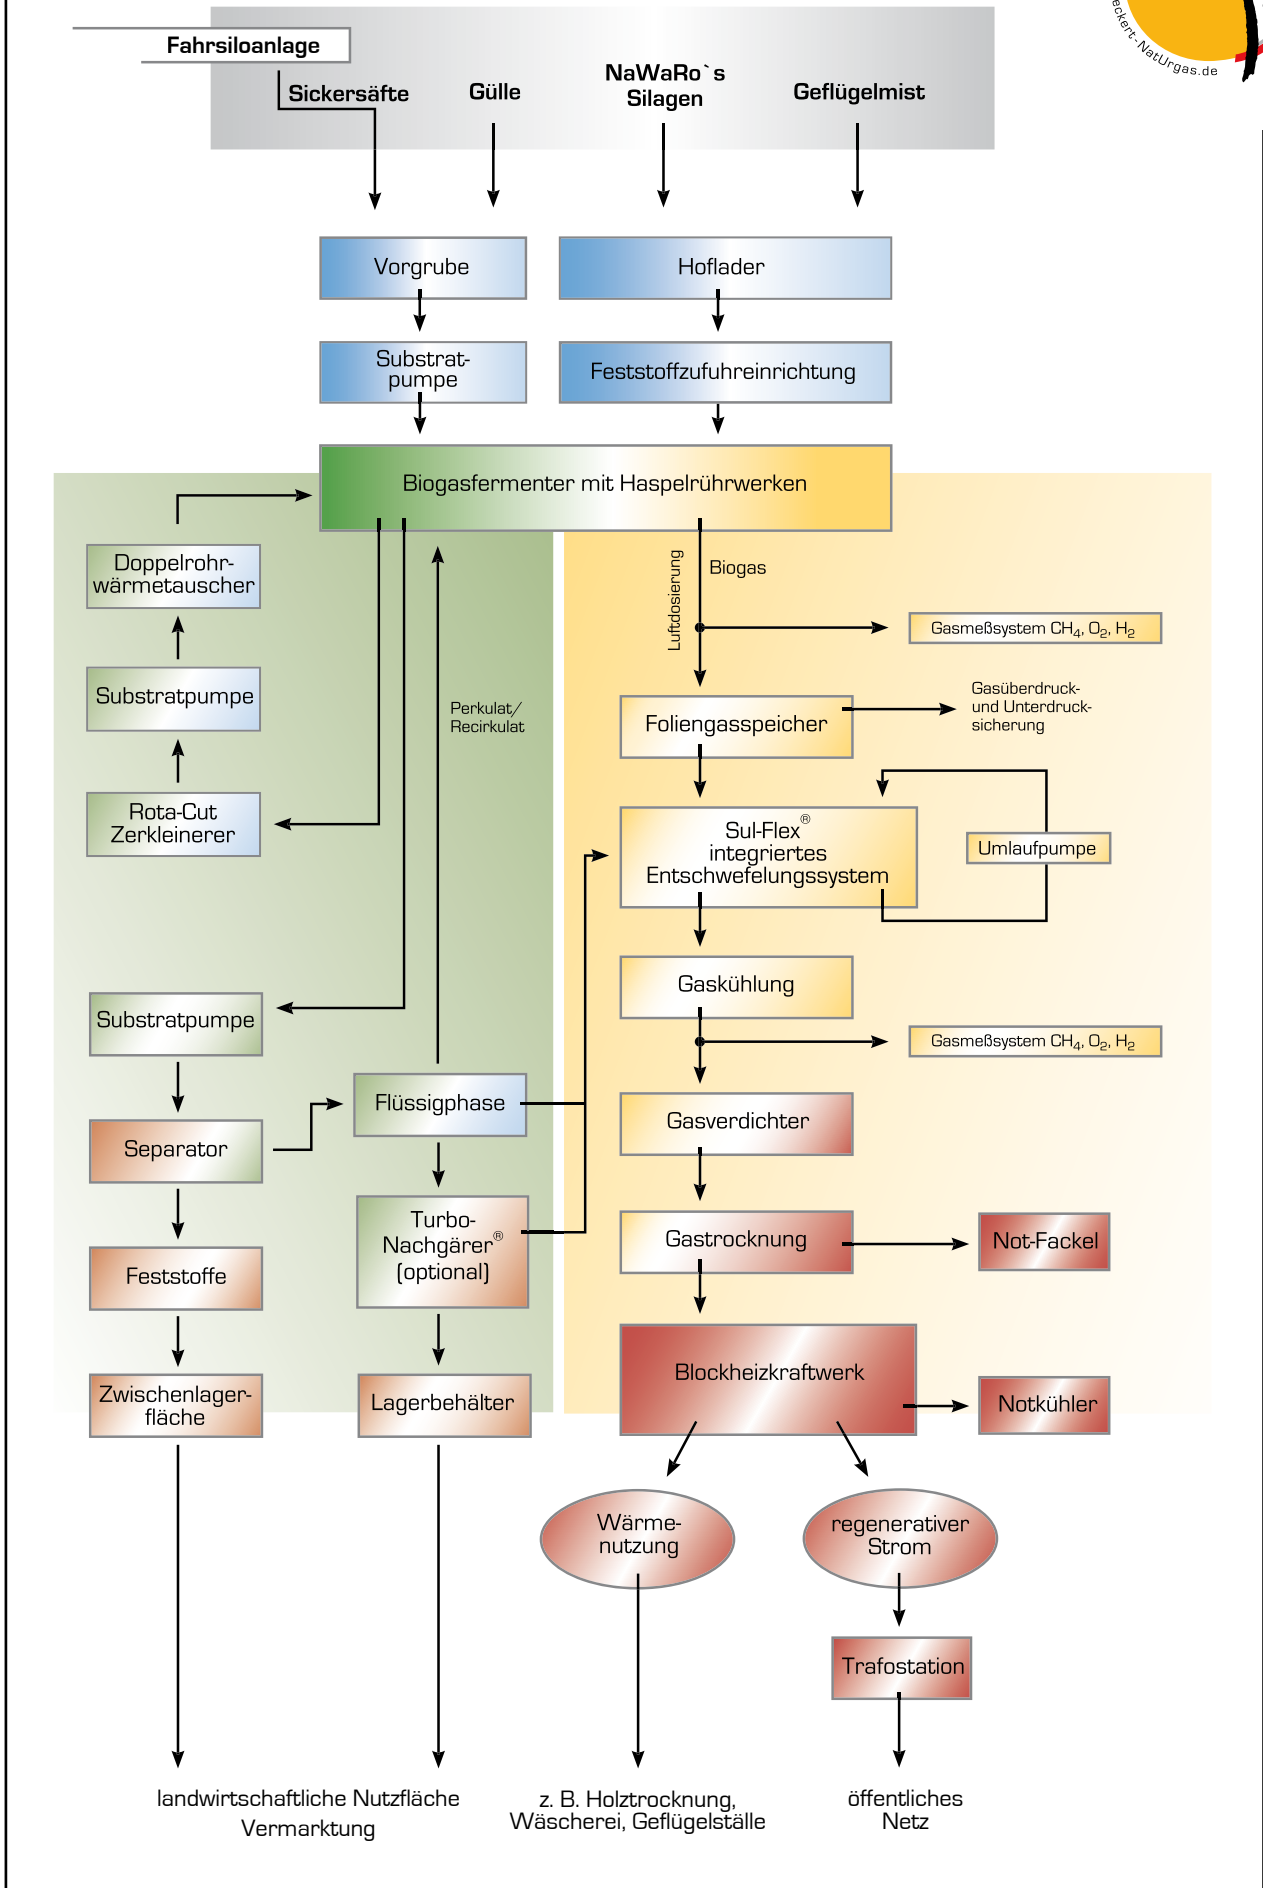 eckert-NatUrgas.de
Fahrsiloanlage
Sickersäfte
Gülle
NaWaRo`s
Silagen
Geflügelmist
Vorgrube
Hoflader
Substrat-
pumpe
Feststoffzufuhreinrichtung
Biogasfermenter mit Haspelrührwerken
Doppelrohr-
wärmetauscher
Luftdosierung
Biogas
Gasmeßsystem CH₄, O₂, H₂
Substratpumpe
Perkulat/
Recirkulat
Foliengasspeicher
Gasüberdruck-
und Unterdruck-
sicherung
Rota-Cut
Zerkleinerer
Sul-Flex®
integriertes
Entschwefelungssystem
Umlaufpumpe
Substratpumpe
Gaskühlung
Gasmeßsystem CH₄, O₂, H₂
Flüssigphase
Separator
Gasverdichter
Turbo-
Nachgärer®
(optional)
Gastrocknung
Not-Fackel
Feststoffe
Blockheizkraftwerk
Notkühler
Zwischenlager-
fläche
Lagerbehälter
Wärme-
nutzung
regenerativer
Strom
Trafostation
landwirtschaftliche Nutzfläche
Vermarktung
z. B. Holztrocknung,
Wäscherei, Geflügelställe
öffentliches
Netz